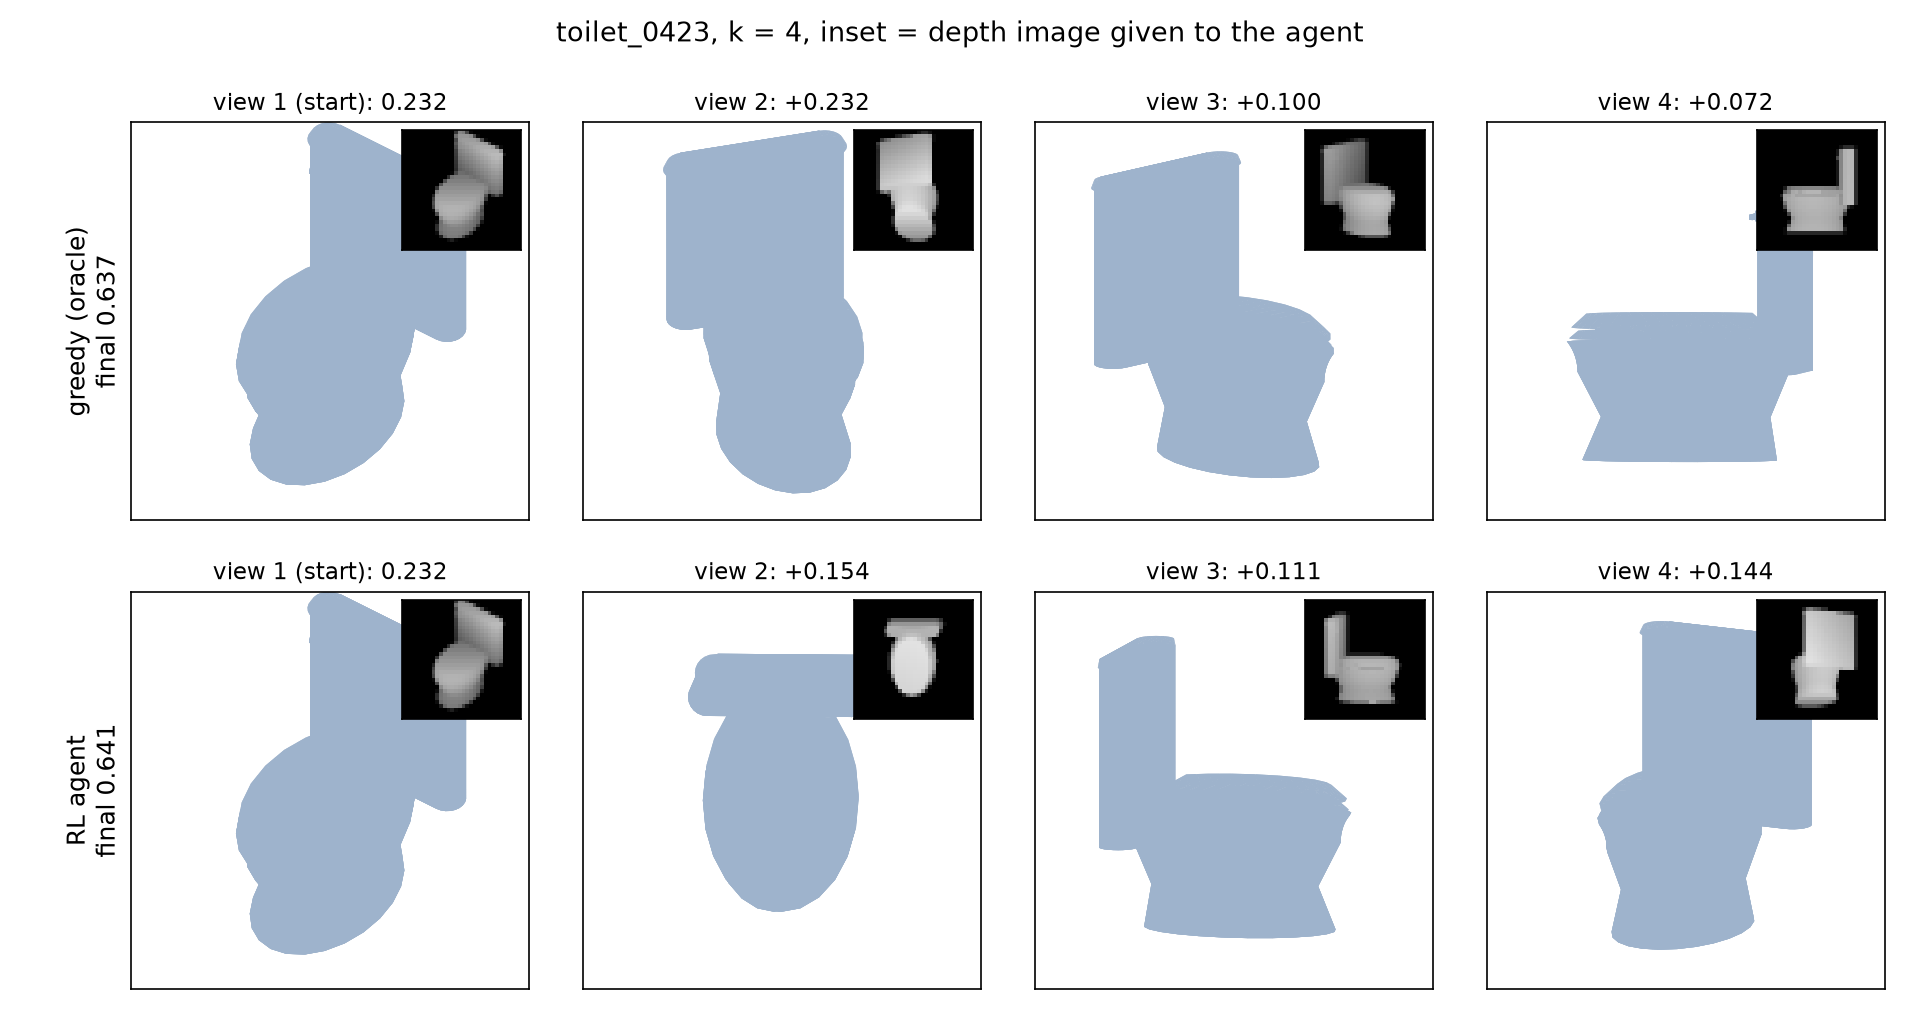 toilet_0423, k = 4, inset = depth image given to the agent
view 1 (start): 0.232
view 2: +0.232
view 3: +0.100
view 4: +0.072
greedy (oracle)
final 0.637
view 1 (start): 0.232
view 2: +0.154
view 3: +0.111
view 4: +0.144
RL agent
final 0.641